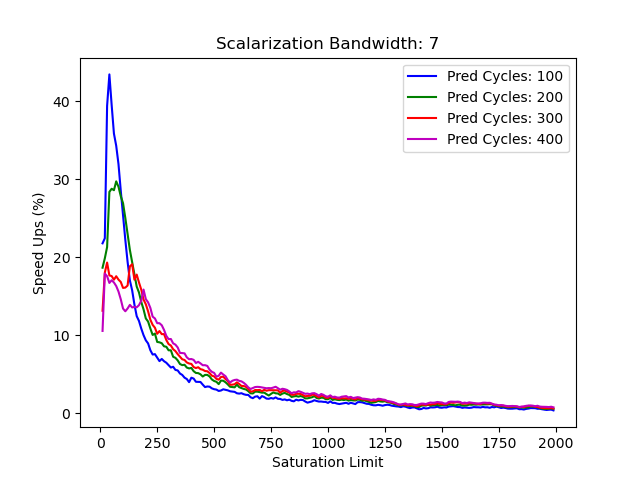 Scalarization Bandwidth: 7
Pred Cycles: 100
Pred Cycles: 200
Pred Cycles: 300
Pred Cycles: 400
Speed Ups (%)
40
30
20
10
0
0 250 500 750 1000 1250 1500 1750 2000
Saturation Limit